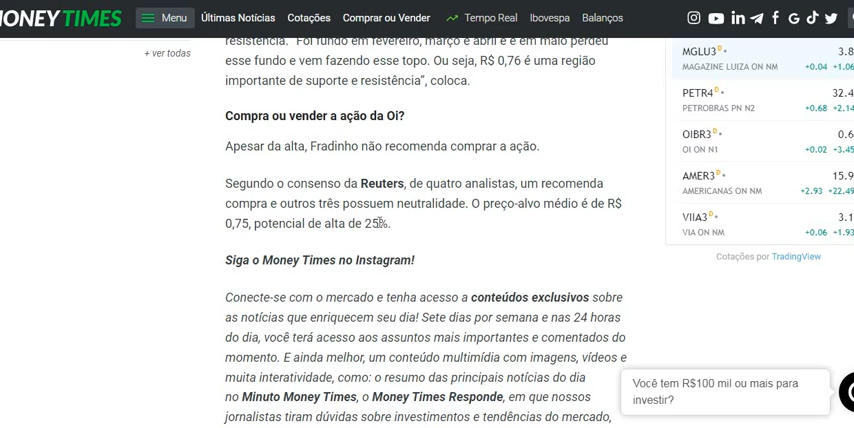 MONEY TIMES
Menu
Últimas Notícias
Cotações
Comprar ou Vender
Tempo Real
Ibovespa
Balanços
+ ver todas
resistência. "Foi fundo em fevereiro, março e abril e e em maio perdeu
esse fundo e vem fazendo esse topo. Ou seja, R$ 0,76 é uma região
importante de suporte e resistência”, coloca.
Compra ou vender a ação da Oi?
Apesar da alta, Fradinho não recomenda comprar a ação.
Segundo o consenso da Reuters, de quatro analistas, um recomenda
compra e outros três possuem neutralidade. O preço-alvo médio é de R$
0,75, potencial de alta de 25%.
Siga o Money Times no Instagram!
Conecte-se com o mercado e tenha acesso a conteúdos exclusivos sobre
as notícias que enriquecem seu dia! Sete dias por semana e nas 24 horas
do dia, você terá acesso aos assuntos mais importantes e comentados do
momento. E ainda melhor, um conteúdo multimídia com imagens, vídeos e
muita interatividade, como: o resumo das principais notícias do dia
no Minuto Money Times, o Money Times Responde, em que nossos
jornalistas tiram dúvidas sobre investimentos e tendências do mercado,
MGLU3 D 3.8
MAGAZINE LUIZA ON NM +0.04 +1.06
PETR4 D 32.4
PETROBRAS PN N2 +0.68 +2.14
OIBR3 D 0.6
OI ON N1 +0.02 +3.45
AMER3 D 15.9
AMERICANAS ON NM +2.93 +22.49
VIIA3 D 3.1
VIA ON NM +0.06 +1.93
Cotações por TradingView
Você tem R$100 mil ou mais para
investir?